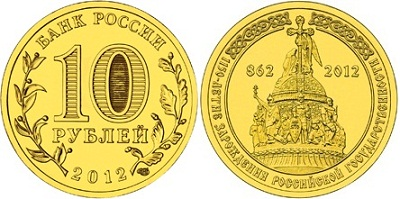 БАНК РОССИИ
10
РУБЛЕЙ
2012
862 2012
1150-ЛЕТИЕ ЗАРОЖДЕНИЯ РОССИЙСКОЙ ГОСУДАРСТВЕННОСТИ